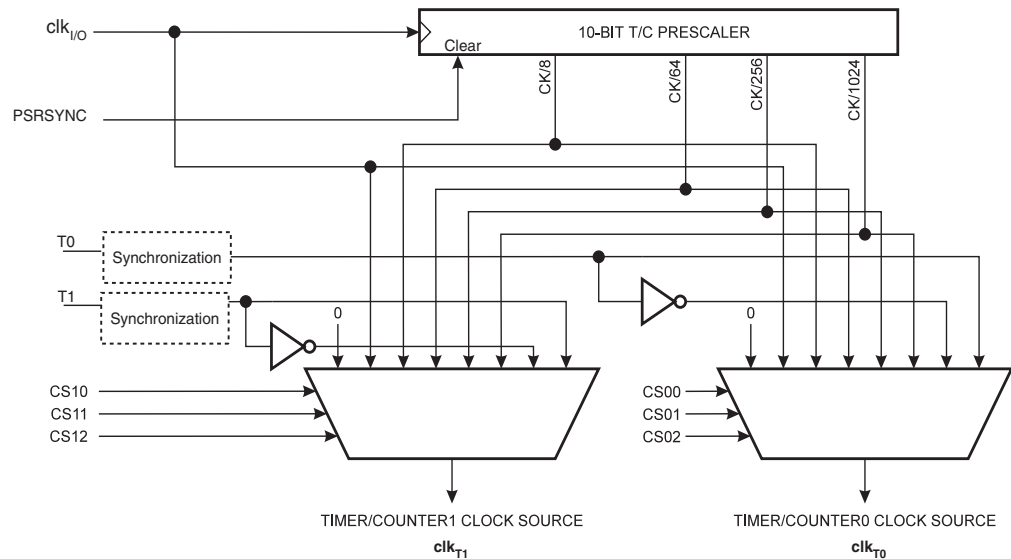 clkI/O
10-BIT T/C PRESCALER
Clear
CK/8
CK/64
CK/256
CK/1024
PSRSYNC
T0
Synchronization
T1
Synchronization
0
0
CS10
CS11
CS12
CS00
CS01
CS02
TIMER/COUNTER1 CLOCK SOURCE
clkT1
TIMER/COUNTER0 CLOCK SOURCE
clkT0